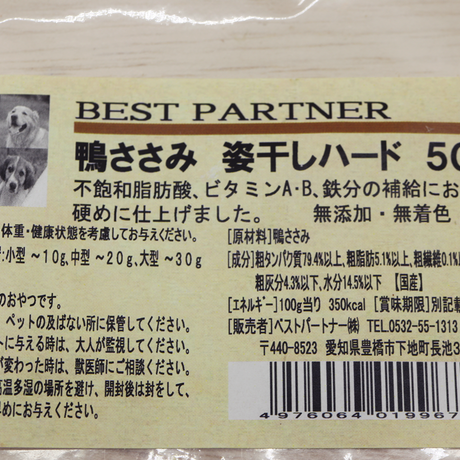 BEST PARTNER
鴨ささみ 姿干しハード 50
不飽和脂肪酸、ビタミンA・B、鉄分の補給にお
硬めに仕上げました。 無添加・無着色
体重・健康状態を考慮してお与えください。
小型~10g、中型~20g、大型~30g
のおやつです。
ペットの及ばない所に保管してください。
トに与える時は、大人が監視してください。
が変わった時は、獣医師にご相談ください。
高温多湿の場所を避け、開封後は封をして、
早めにお与えください。
[原材料]鴨ささみ
[成分]粗タンパク質79.4%以上、粗脂肪5.1%以上、粗繊維0.1%
粗灰分4.3%以下、水分14.5%以下 【国産】
[エネルギー]100g当り 350kcal [賞味期限]別記載
[販売者]ベストパートナー㈱ TEL.0532-55-1313
〒440-8523 愛知県豊橋市下地町長池3
4976064019967